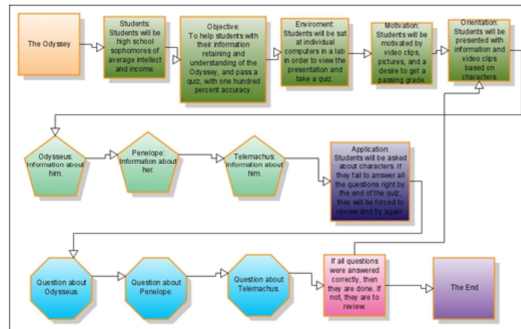 The Odyssey
Students:
Students will be
high school
sophomores of
average intellect
and income.
Objective:
To help students with their
information retaining and
understanding of the
Odyssey, and pass a
quiz, with one hundred
percent accuracy.
Enviroment:
Students will be sat
at individual
computers in a lab
in order to view the
presentation and
take a quiz.
Motivation:
Students will be
motivated by
video clips,
pictures, and a
desire to get a
passing grade.
Orientation:
Students will be
presented with
information and
video clips
based on
characters.
Odysseus:
Information about
him.
Penelope:
Information about
her.
Telemachus:
Information about
him.
Application:
Students will be asked
about characters. If
they fail to answer all
the questions right by
the end of the quiz,
they will be forced to
review and try again.
Question about
Odysseus.
Question about
Penelope.
Question about
Telemachus.
If all questions
were answered
correctly, then
they are done. If
not, they are to
review.
The End